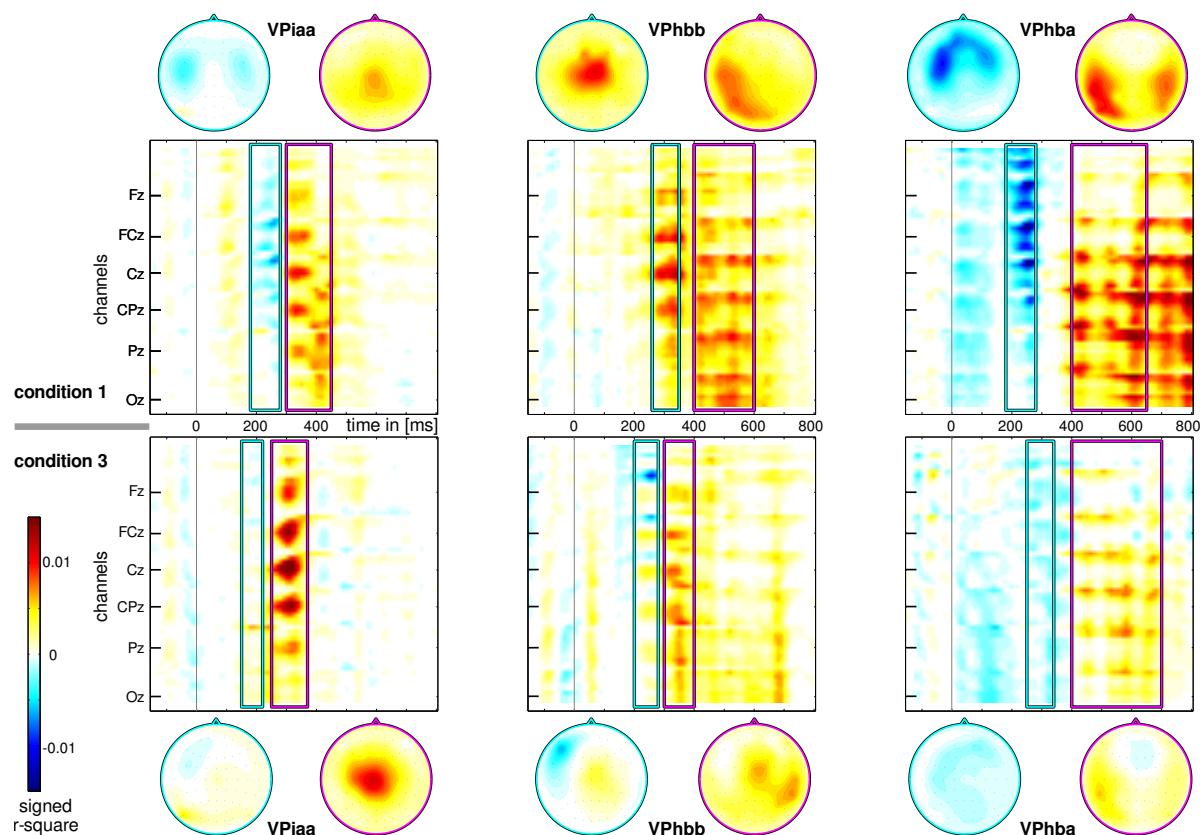 VPiaa VPhbb VPhba
Fz
FCz
Cz
CPz
Pz
Oz
channels
condition 1
0 200 400 time in [ms] 0 200 400 600 800 0 200 400 600 800
condition 3
Fz
FCz
Cz
CPz
Pz
Oz
channels
0.01
0
-0.01
signed
r-square
VPiaa VPhbb VPhba